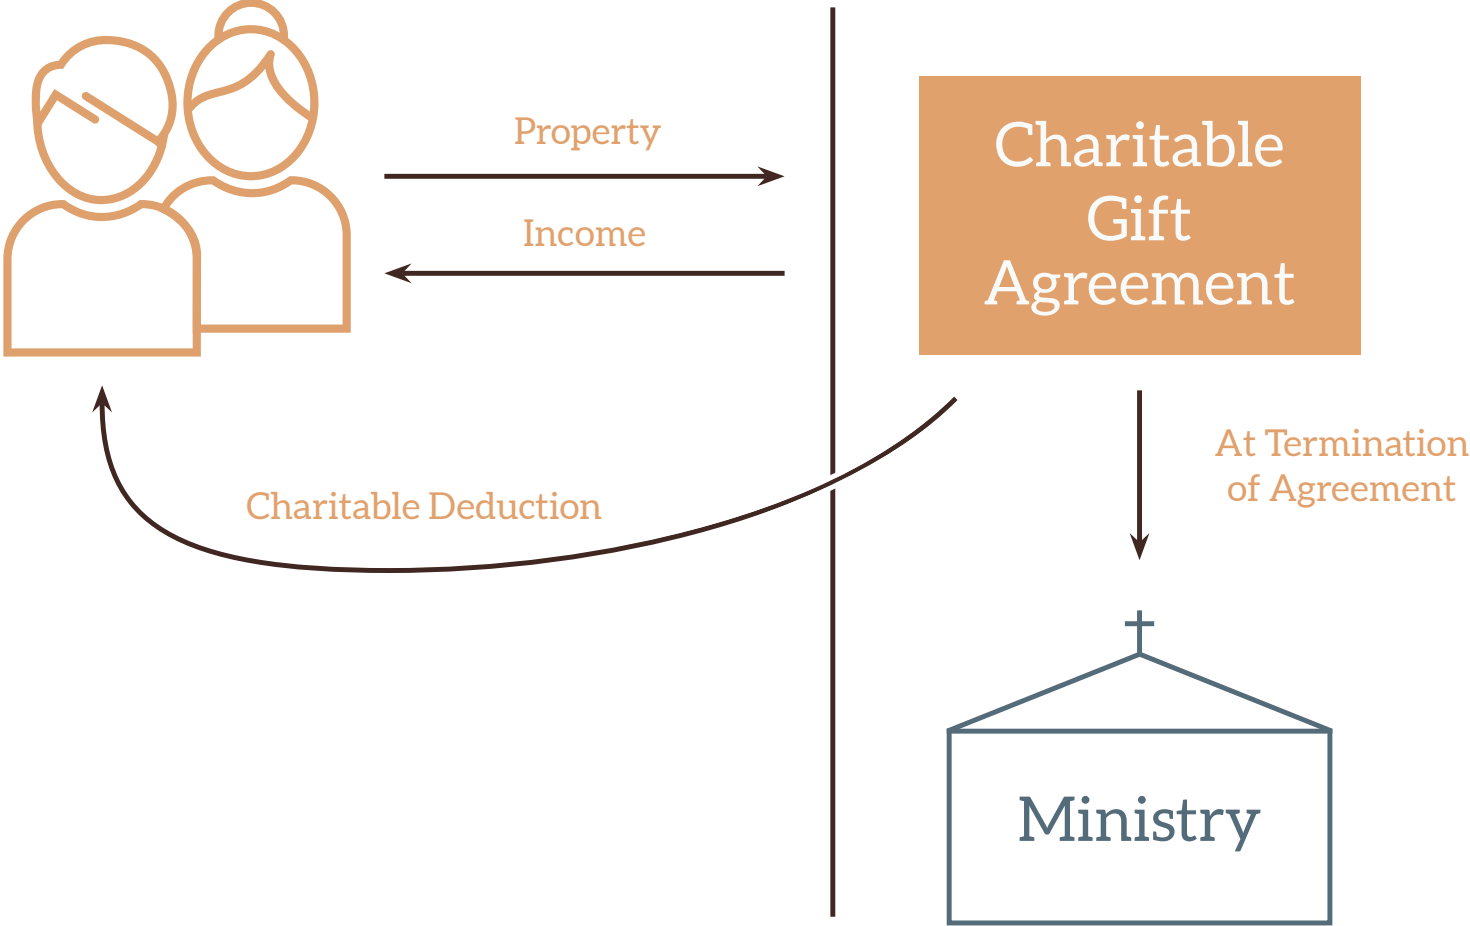 Property
Income
Charitable
Gift
Agreement
Charitable Deduction
At Termination
of Agreement
Ministry